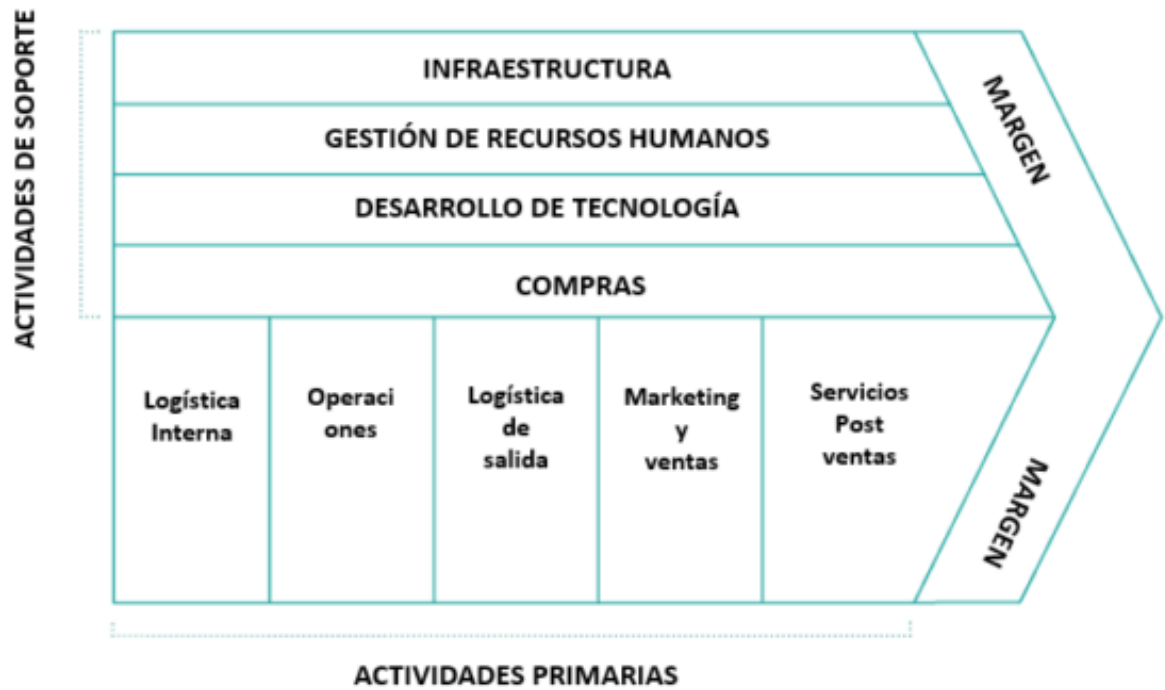 ACTIVIDADES DE SOPORTE
INFRAESTRUCTURA
GESTIÓN DE RECURSOS HUMANOS
DESARROLLO DE TECNOLOGÍA
COMPRAS
MARGEN
Logística
Interna
Operaci
ones
Logística
de
salida
Marketing
y
ventas
Servicios
Post
ventas
MARGEN
ACTIVIDADES PRIMARIAS